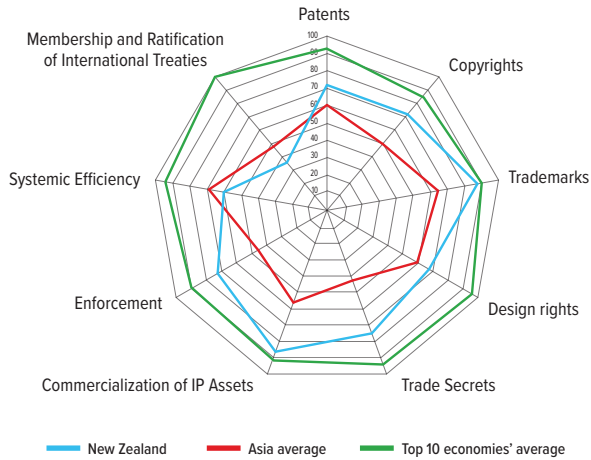 Patents
Membership and Ratification
of International Treaties
Copyrights
100
90
80
70
60
50
40
30
20
10
Systemic Efficiency
Trademarks
Enforcement
Design rights
Commercialization of IP Assets
Trade Secrets
New Zealand
Asia average
Top 10 economies' average